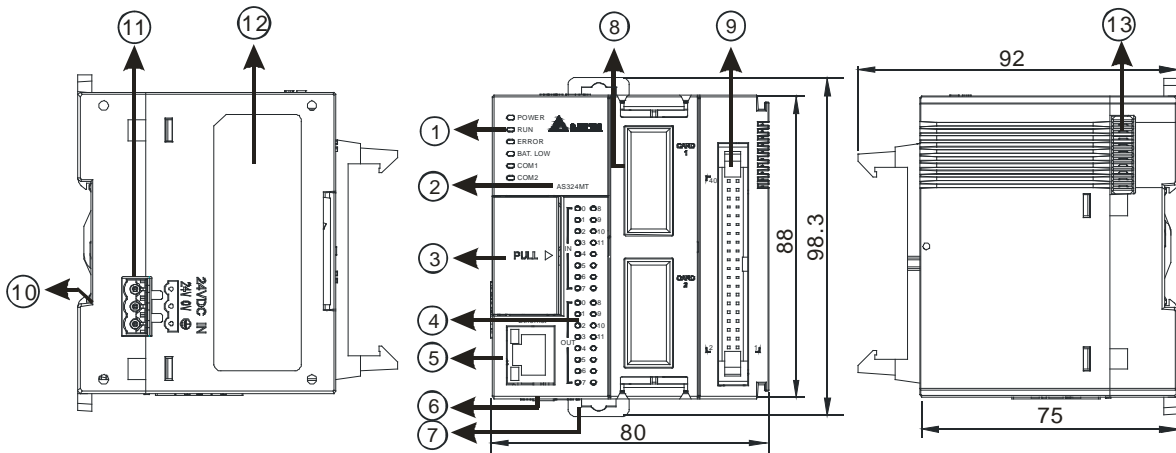 11
12
8
9
13
92
1
POWER
RUN
ERROR
BAT. LOW
COM1
COM2
CARD
1
2
AS324MT
40
0 8
1 9
2 10
3 11
4
5
6
7
IN
3
PULL
88
98.3
10
24VDC IN
24V 0V
CARD
2
4
0 8
1 9
2 10
3 11
4
5
6
7
OUT
5
2 1
6
7
80
75